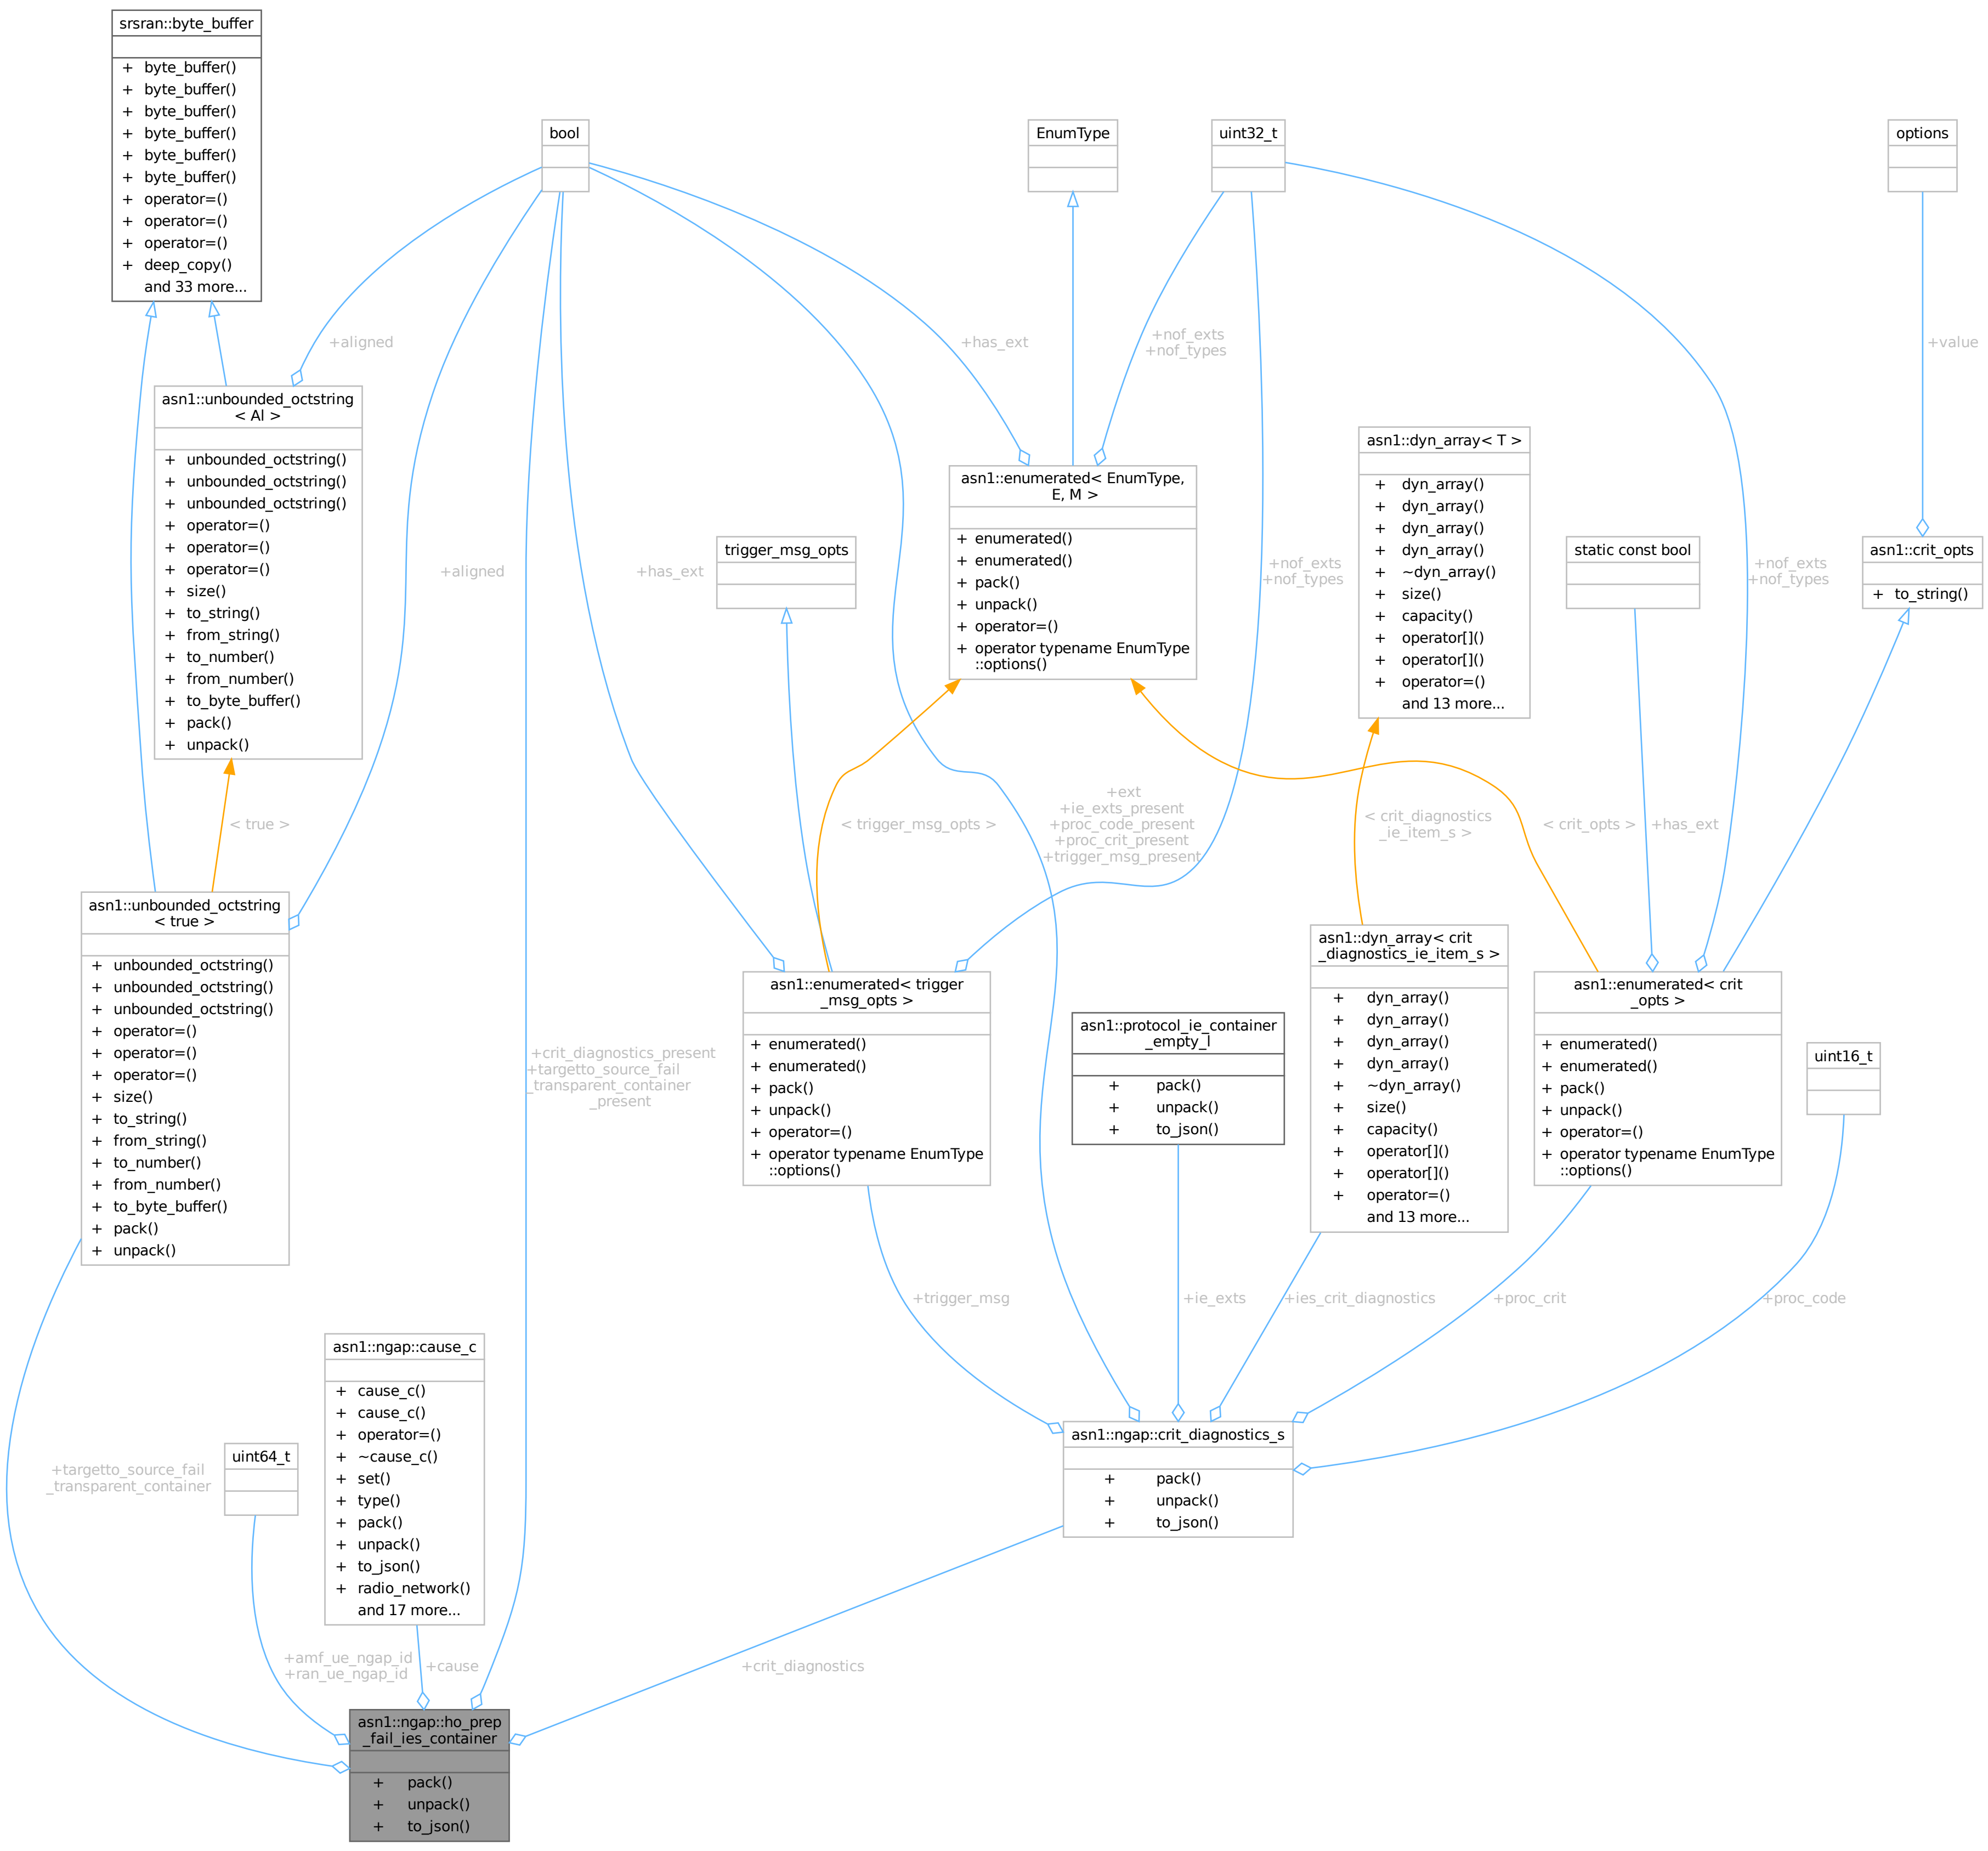 srsran::byte_buffer
+ byte_buffer()
+ byte_buffer()
+ byte_buffer()
+ byte_buffer()
+ byte_buffer()
+ byte_buffer()
+ operator=()
+ operator=()
+ operator=()
+ deep_copy()
and 33 more...
bool
EnumType
uint32_t
options
+aligned
+has_ext
+nof_exts
+nof_types
+value
asn1::unbounded_octstring
< Al >
+ unbounded_octstring()
+ unbounded_octstring()
+ unbounded_octstring()
+ operator=()
+ operator=()
+ operator=()
+ size()
+ to_string()
+ from_string()
+ to_number()
+ from_number()
+ to_byte_buffer()
+ pack()
+ unpack()
+aligned
+has_ext
trigger_msg_opts
asn1::enumerated< EnumType,
E, M >
+ enumerated()
+ enumerated()
+ pack()
+ unpack()
+ operator=()
+ operator typename EnumType
::options()
+nof_exts
+nof_types
asn1::dyn_array< T >
+ dyn_array()
+ dyn_array()
+ dyn_array()
+ dyn_array()
+ ~dyn_array()
+ size()
+ capacity()
+ operator[]()
+ operator[]()
+ operator=()
and 13 more...
static const bool
+nof_exts
+nof_types
asn1::crit_opts
+ to_string()
< true >
< trigger_msg_opts >
+ext
+ie_exts_present
+proc_code_present
+proc_crit_present
+trigger_msg_present
< crit_diagnostics
_ie_item_s >
< crit_opts >
+has_ext
asn1::unbounded_octstring
< true >
+ unbounded_octstring()
+ unbounded_octstring()
+ unbounded_octstring()
+ operator=()
+ operator=()
+ operator=()
+ size()
+ to_string()
+ from_string()
+ to_number()
+ from_number()
+ to_byte_buffer()
+ pack()
+ unpack()
+crit_diagnostics_present
+targetto_source_fail
_transparent_container
_present
asn1::enumerated< trigger
_msg_opts >
+ enumerated()
+ enumerated()
+ pack()
+ unpack()
+ operator=()
+ operator typename EnumType
::options()
asn1::protocol_ie_container
_empty_l
+ pack()
+ unpack()
+ to_json()
asn1::dyn_array< crit
_diagnostics_ie_item_s >
+ dyn_array()
+ dyn_array()
+ dyn_array()
+ dyn_array()
+ ~dyn_array()
+ size()
+ capacity()
+ operator[]()
+ operator[]()
+ operator=()
and 13 more...
asn1::enumerated< crit
_opts >
+ enumerated()
+ enumerated()
+ pack()
+ unpack()
+ operator=()
+ operator typename EnumType
::options()
uint16_t
+trigger_msg
+ie_exts
+ies_crit_diagnostics
+proc_crit
+proc_code
+targetto_source_fail
_transparent_container
uint64_t
asn1::ngap::cause_c
+ cause_c()
+ cause_c()
+ operator=()
+ ~cause_c()
+ set()
+ type()
+ pack()
+ unpack()
+ to_json()
+ radio_network()
and 17 more...
asn1::ngap::crit_diagnostics_s
+ pack()
+ unpack()
+ to_json()
+amf_ue_ngap_id
+ran_ue_ngap_id
+cause
+crit_diagnostics
asn1::ngap::ho_prep
_fail_ies_container
+ pack()
+ unpack()
+ to_json()